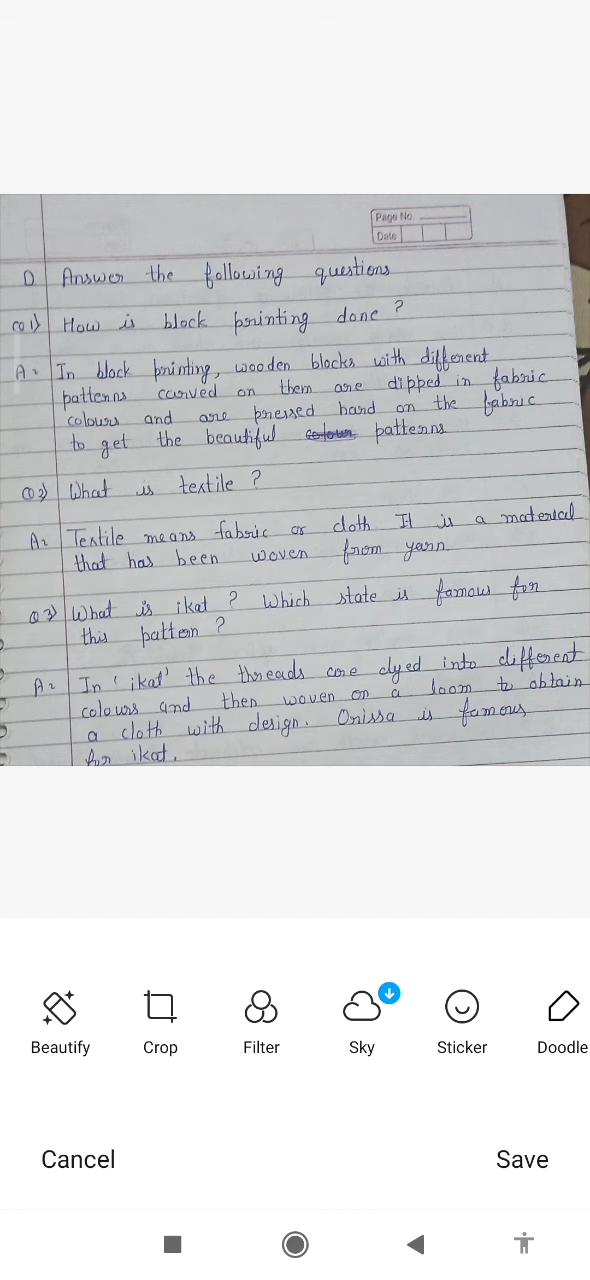 Page No.
Date
D. Answer the following questions
Q1) How is block printing done ?
A- In block printing, wooden blocks with different
patterns carved on them are dipped in fabric
colours and are pressed hard on the fabric
to get the beautiful patterns
Q2) What is textile ?
A- Textile means fabric or cloth It is a material
that has been woven from yarn.
Q3) What is ikat ? Which state is famous for
this pattern ?
A- In 'ikat' the threads are dyed into different
colours and then woven on a loom to obtain
a cloth with design. Orissa is famous
for ikat.
Beautify Crop Filter Sky Sticker Doodle
Cancel Save